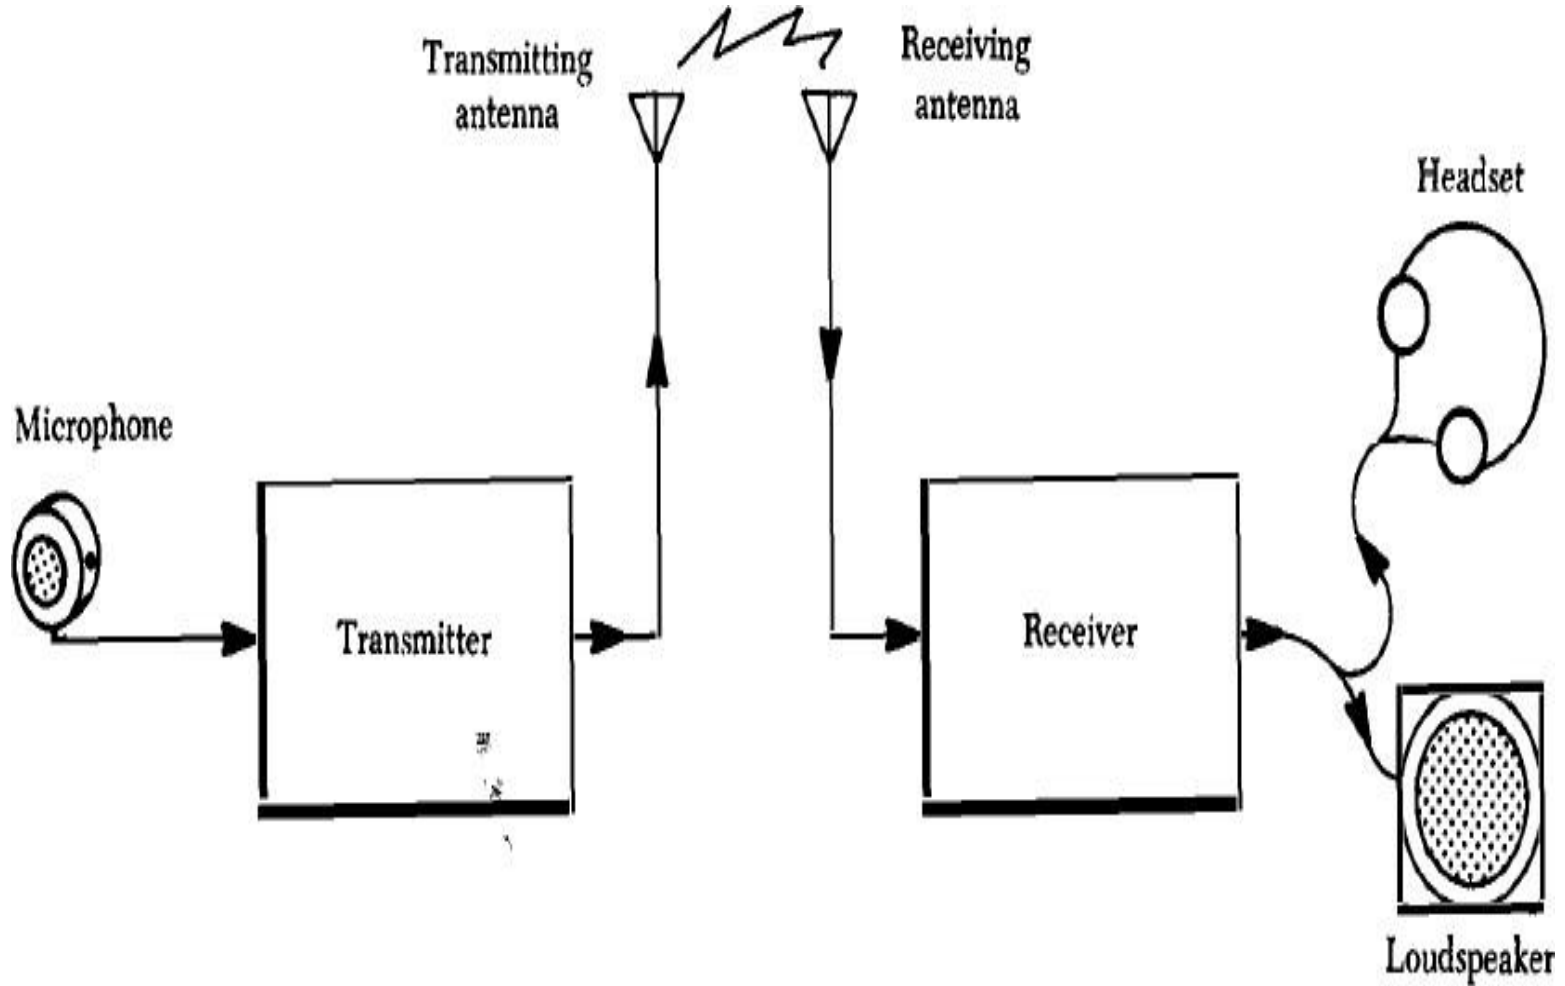 Transmitting
antenna
Receiving
antenna
Headset
Microphone
Transmitter
Receiver
Loudspeaker